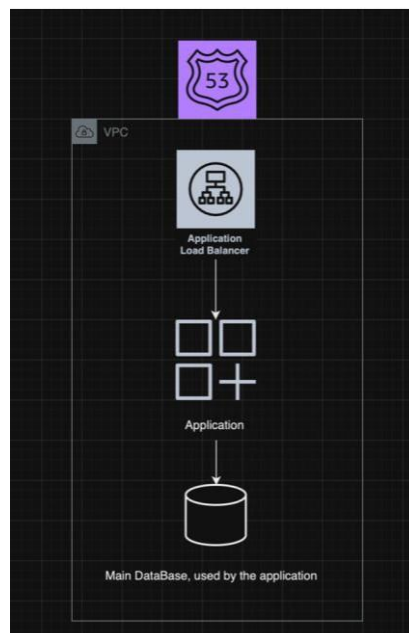 53
VPC
Application
Load Balancer
Application
Main DataBase, used by the application